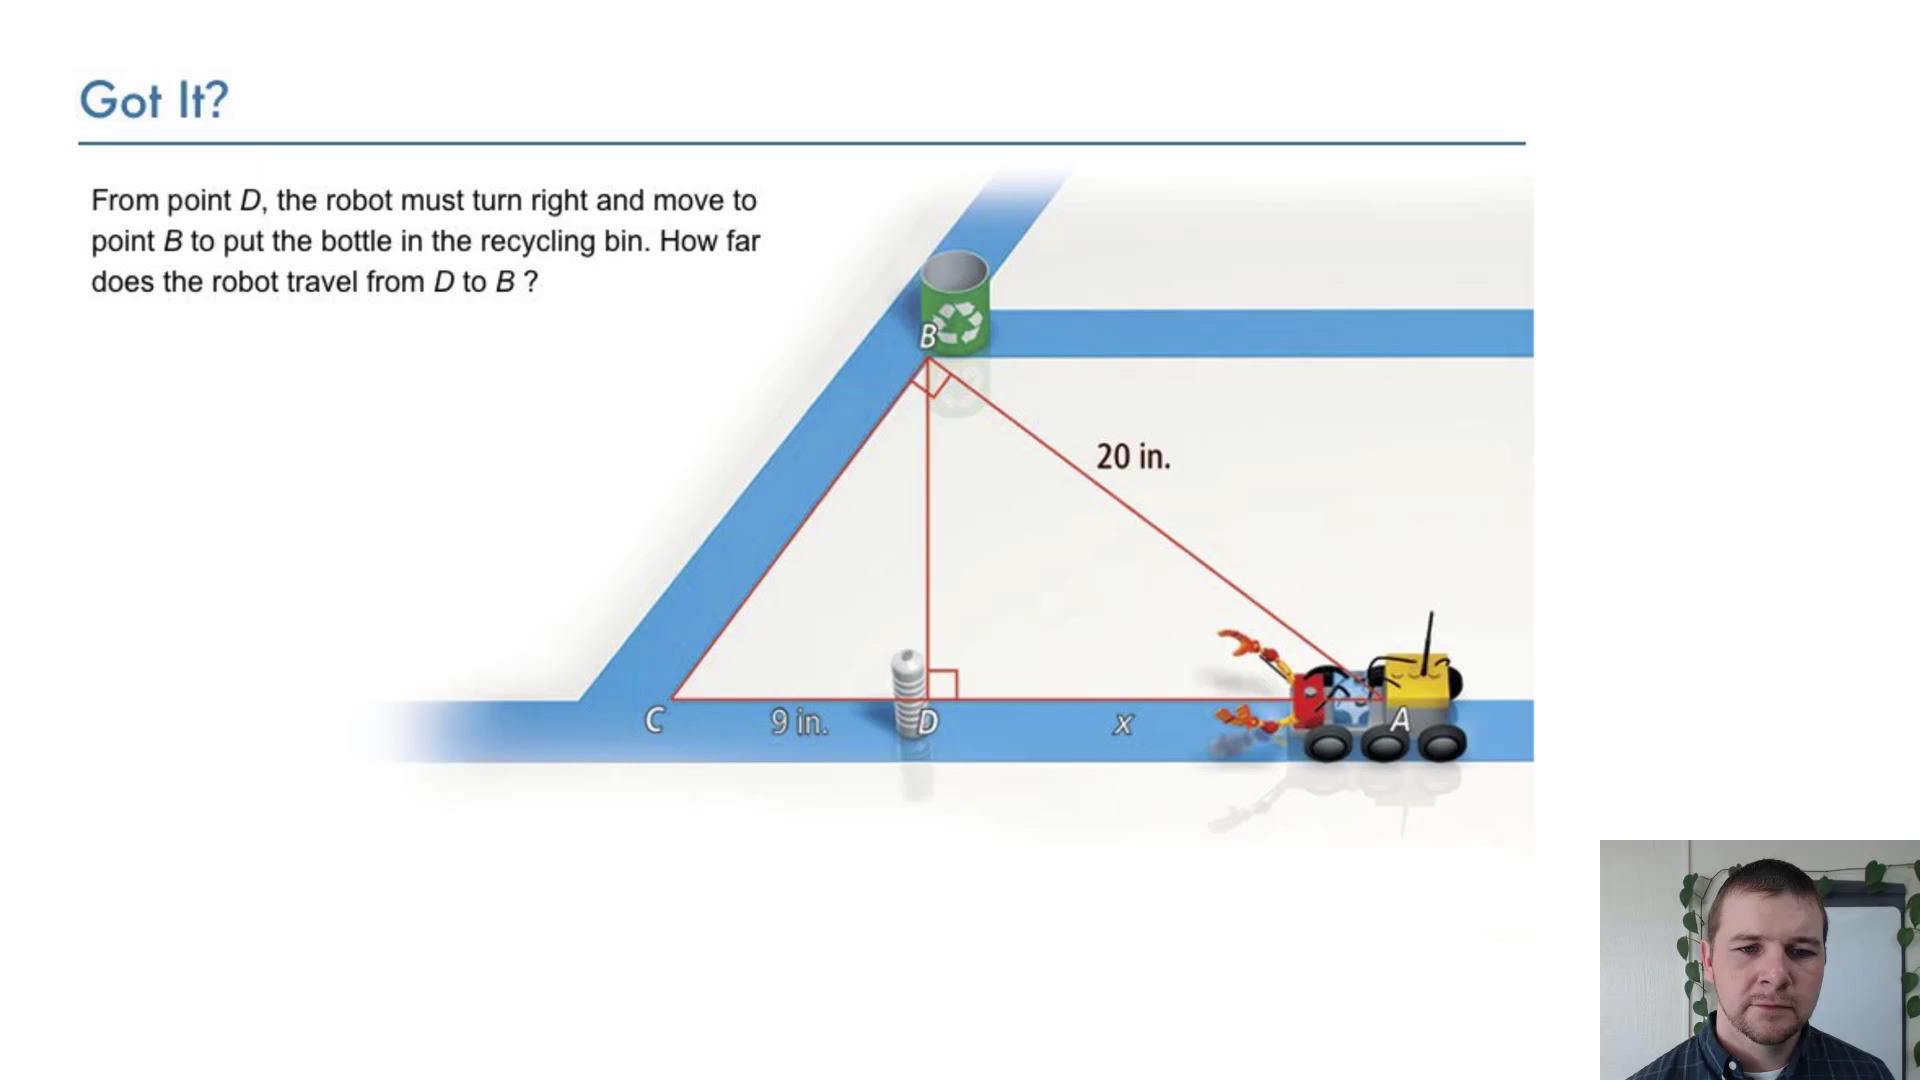 Got It?
From point D, the robot must turn right and move to
point B to put the bottle in the recycling bin. How far
does the robot travel from D to B ?
B
20 in.
C
9 in.
D
x
A